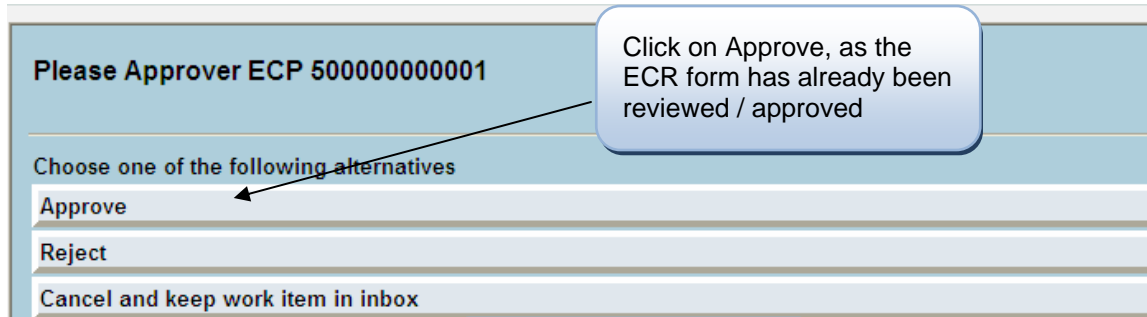 Please Approver ECP 500000000001
Click on Approve, as the
ECR form has already been
reviewed / approved
Choose one of the following alternatives
Approve
Reject
Cancel and keep work item in inbox